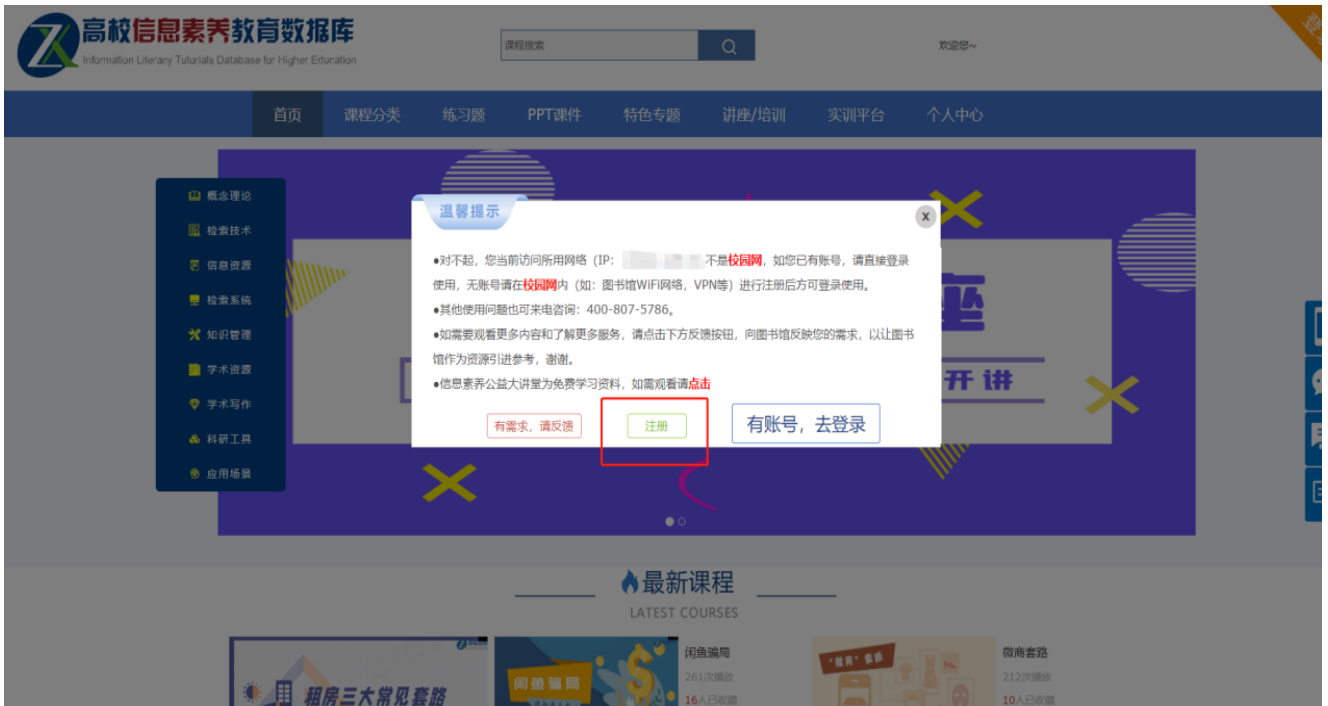 高校信息素养教育数据库
Information Literacy Tutorials Database for Higher Education
课程搜索
欢迎您~
首页 课程分类 练习题 PPT课件 特色专题 讲座/培训 实训平台 个人中心
概念理论
检索技术
信息资源
检索系统
知识管理
学术资源
学术写作
科研工具
应用场景
温馨提示
x
●对不起，您当前访问所用网络（IP： 不是校园网，如您已有账号，请直接登录
使用，无账号请在校园网内（如：图书馆WiFi网络，VPN等）进行注册后方可登录使用。
●其他使用问题也可来电咨询：400-807-5786。
●如需要观看更多内容和了解更多服务，请点击下方反馈按钮，向图书馆反映您的需求，以让图书
馆作为资源引进参考，谢谢。
●信息素养公益大讲堂为免费学习资料，如需观看请点击
有需求，请反馈
注册
有账号，去登录
座
开讲
最新课程
LATEST COURSES
租房三大常见套路
闲鱼骗局
闲鱼骗局
261次播放
16人已收藏
"微商"套路
微商套路
212次播放
10人已收藏